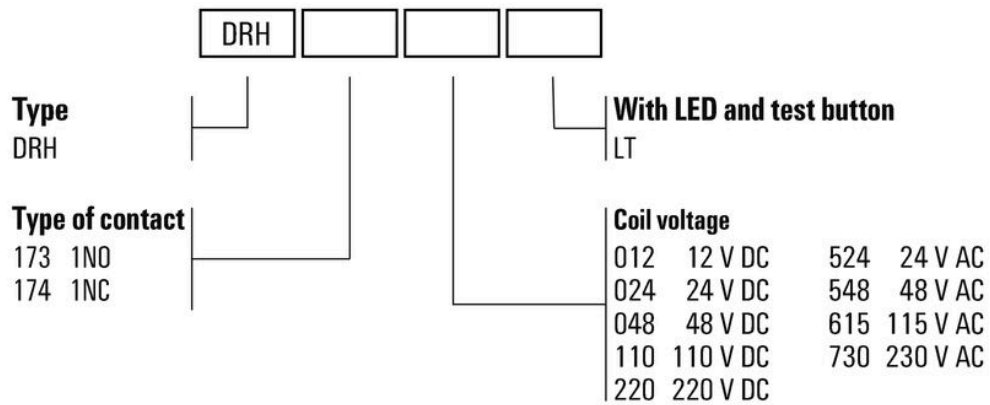 DRH
Type
DRH
With LED and test button
LT
Type of contact
173 1NO
174 1NC
Coil voltage
012 12 V DC 524 24 V AC
024 24 V DC 548 48 V AC
048 48 V DC 615 115 V AC
110 110 V DC 730 230 V AC
220 220 V DC